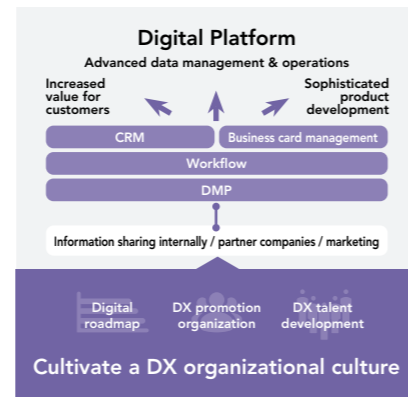 Digital Platform
Advanced data management & operations
Increased
value for
customers
Sophisticated
product
development
CRM
Business card management
Workflow
DMP
Information sharing internally / partner companies / marketing
Digital
roadmap
DX promotion
organization
DX talent
development
Cultivate a DX organizational culture